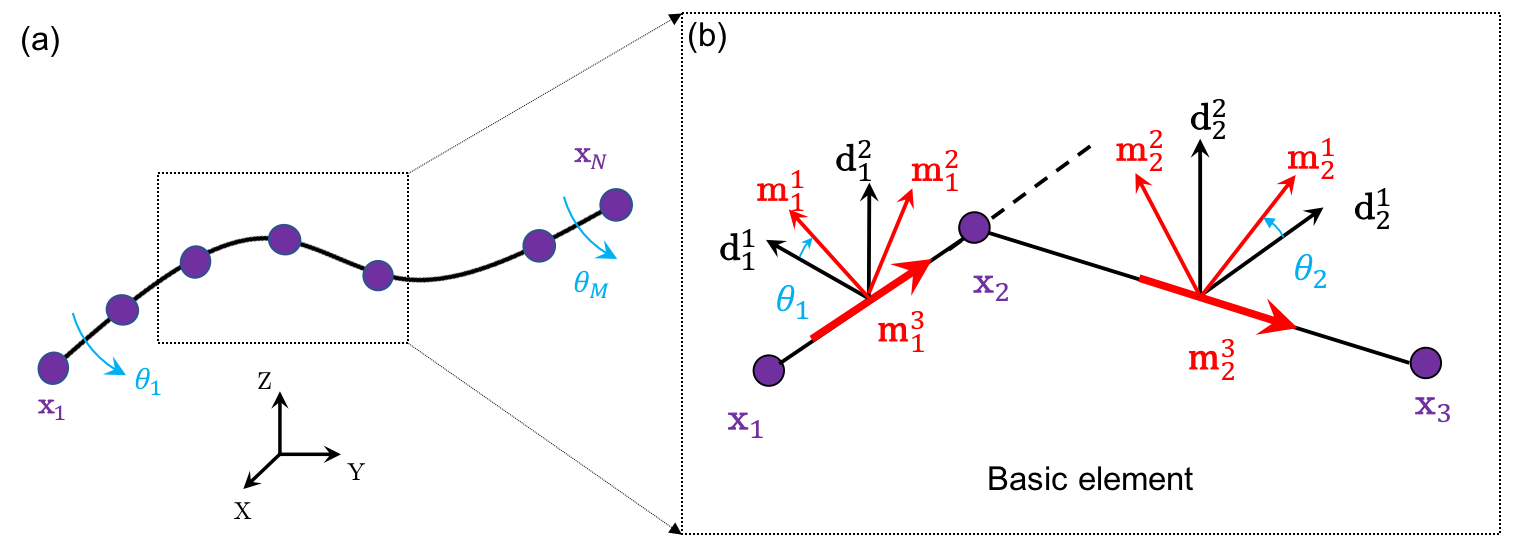 (a)
x_N
θ_M
θ_1
x_1
Z
Y
X
(b)
d_1^2
m_1^1
m_1^2
d_1^1
θ_1
m_1^3
x_1
x_2
d_2^2
m_2^2
m_2^1
d_2^1
θ_2
m_2^3
x_3
Basic element